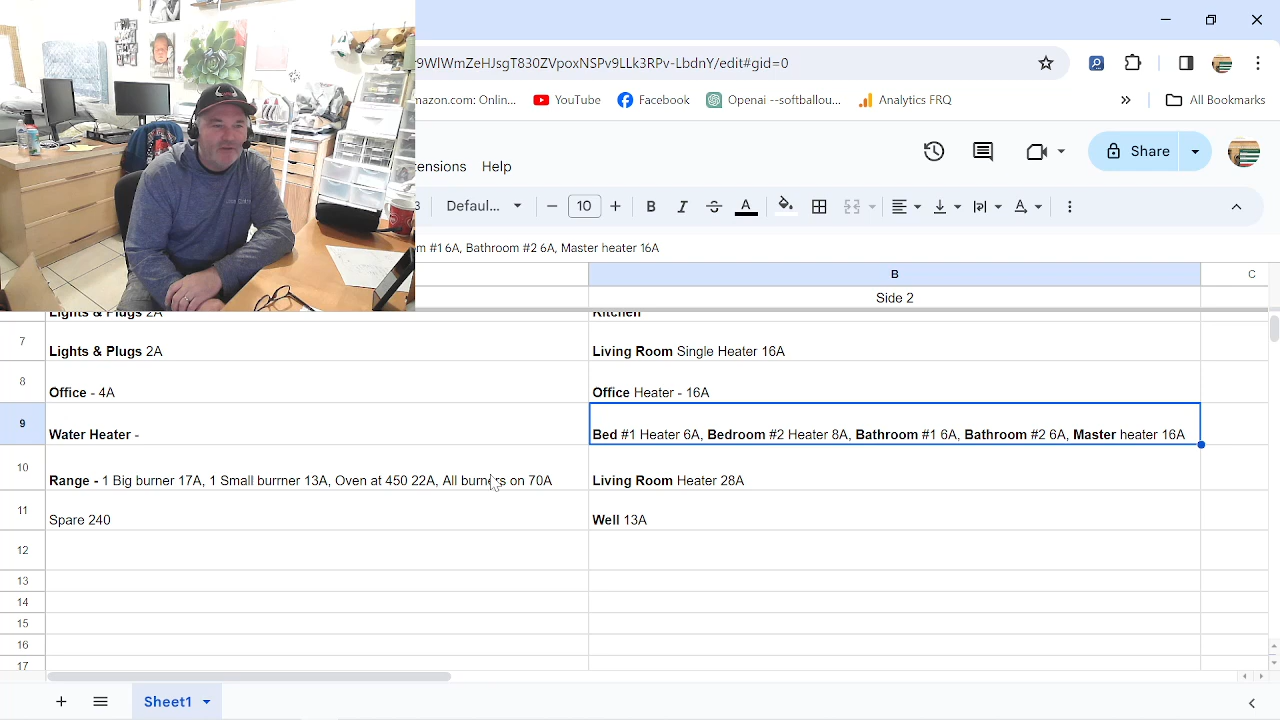 9WIWmZeHJsgT830ZVpoxNSPv9LLk3RPv-LbdnY/edit#gid=0
mazon.com: Onlin...
YouTube
Facebook
Openai --softballou...
Analytics FRQ
All Bookmarks
ensions
Help
Share
Defaul...
10
m #1 6A, Bathroom #2 6A, Master heater 16A
B
C
Side 2
Lights & Plugs 2A
Kitchen
7
Lights & Plugs 2A
Living Room Single Heater 16A
8
Office - 4A
Office Heater - 16A
9
Water Heater -
Bed #1 Heater 6A, Bedroom #2 Heater 8A, Bathroom #1 6A, Bathroom #2 6A, Master heater 16A
10
Range - 1 Big burner 17A, 1 Small burrner 13A, Oven at 450 22A, All burners on 70A
Living Room Heater 28A
11
Spare 240
Well 13A
12
13
14
15
16
17
Sheet1